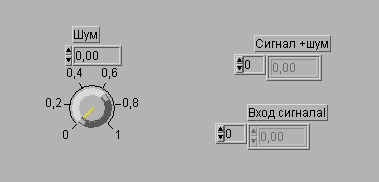 Шум
0,00
0,4 0,6
0,2 0,8
0 1
Сигнал +шум
0 0,00
Вход сигналаl
0 0,00